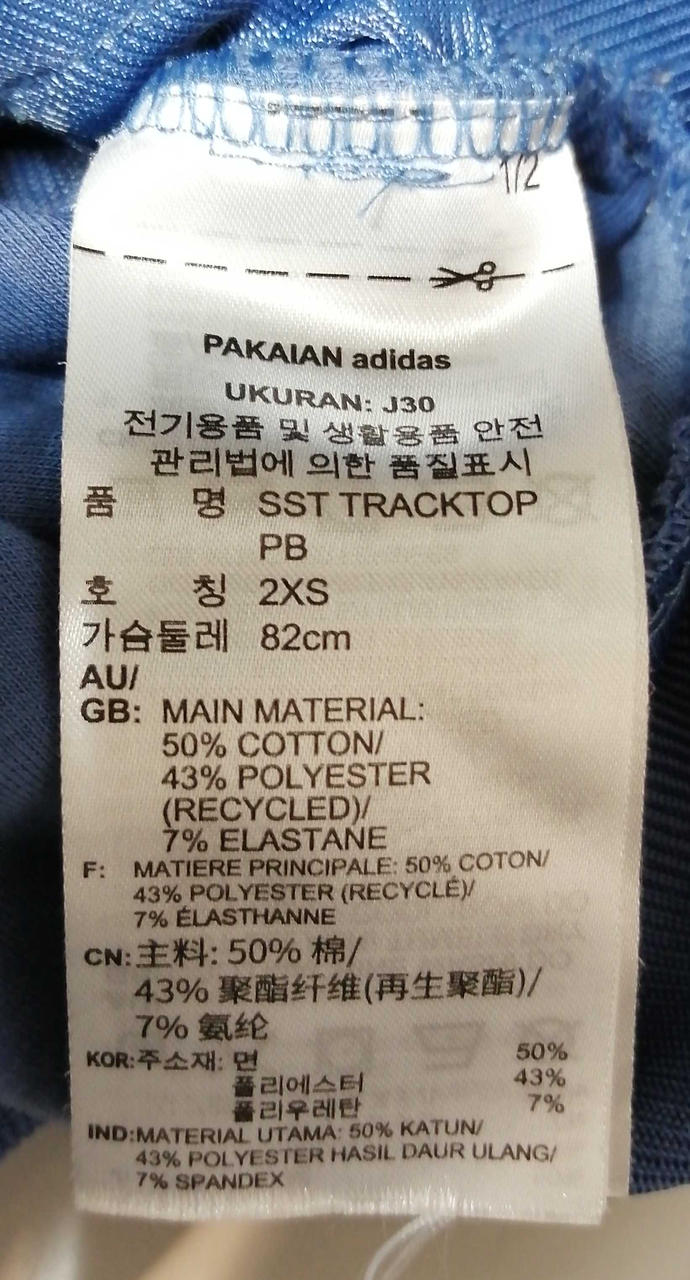 1/2
PAKAIAN adidas
UKURAN: J30
전기용품 및 생활용품 안전
관리법에 의한 품질표시
품 명 SST TRACKTOP
PB
호 칭 2XS
가슴둘레 82cm
AU/
GB: MAIN MATERIAL:
50% COTTON/
43% POLYESTER
(RECYCLED)/
7% ELASTANE
F: MATIERE PRINCIPALE: 50% COTON/
43% POLYESTER (RECYCLÉ)/
7% ÉLASTHANNE
CN: 主料: 50% 棉/
43% 聚酯纤维(再生聚酯)/
7% 氨纶
KOR: 주소재: 면 50%
폴리에스터 43%
폴리우레탄 7%
IND: MATERIAL UTAMA: 50% KATUN/
43% POLYESTER HASIL DAUR ULANG/
7% SPANDEX